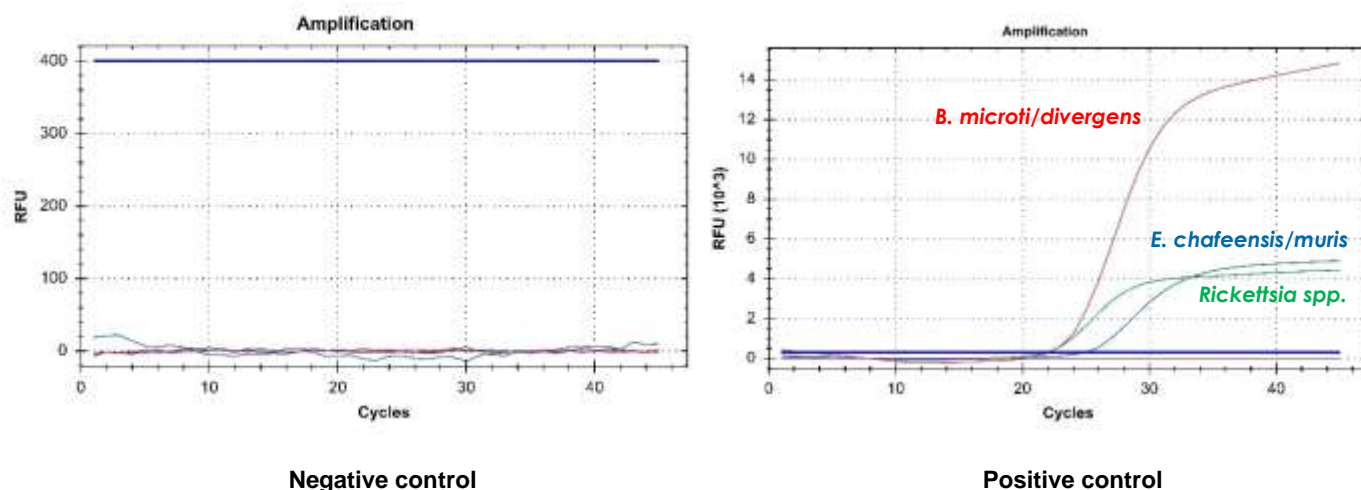 Amplification
400
300
200
100
0
RFU
0
10
20
30
40
Cycles
Negative control
Amplification
14
12
10
8
6
4
2
0
RFU (10^3)
B. microti/divergens
E. chafeensis/muris
Rickettsia spp.
0
10
20
30
40
Cycles
Positive control